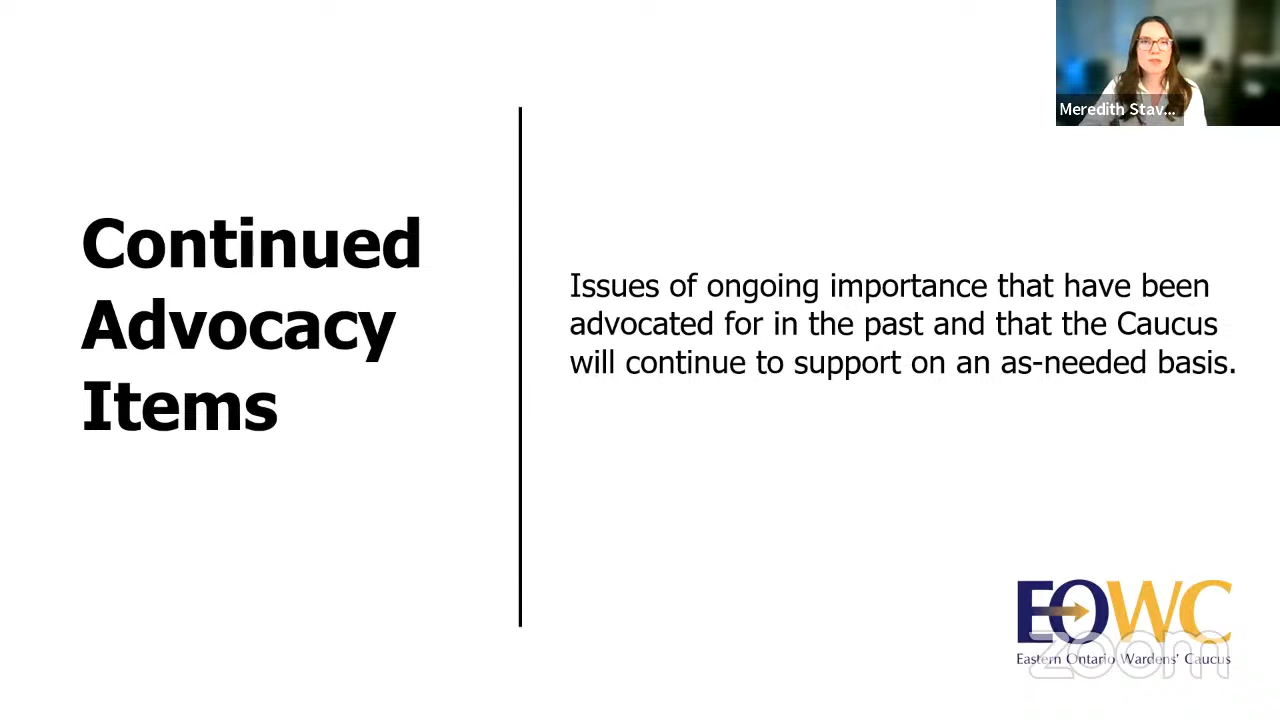 Meredith Stav...
Continued
Advocacy
Items
Issues of ongoing importance that have been
advocated for in the past and that the Caucus
will continue to support on an as-needed basis.
EOWC
Eastern Ontario Wardens' Caucus
zoom